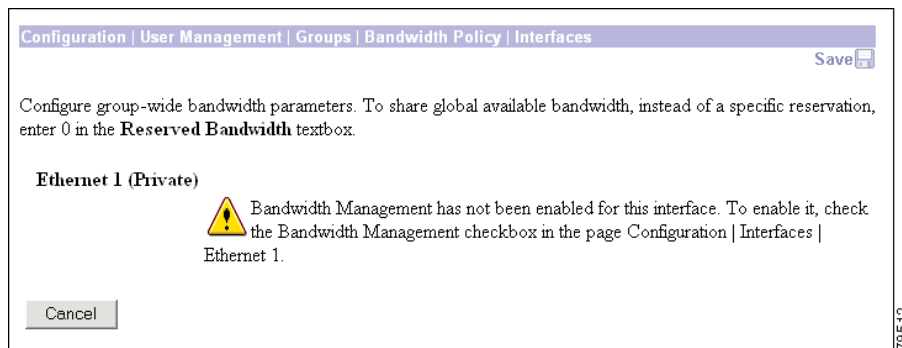 Configuration | User Management | Groups | Bandwidth Policy | Interfaces
Save
Configure group-wide bandwidth parameters. To share global available bandwidth, instead of a specific reservation,
enter 0 in the Reserved Bandwidth textbox.
Ethernet 1 (Private)
Bandwidth Management has not been enabled for this interface. To enable it, check
the Bandwidth Management checkbox in the page Configuration | Interfaces |
Ethernet 1.
Cancel